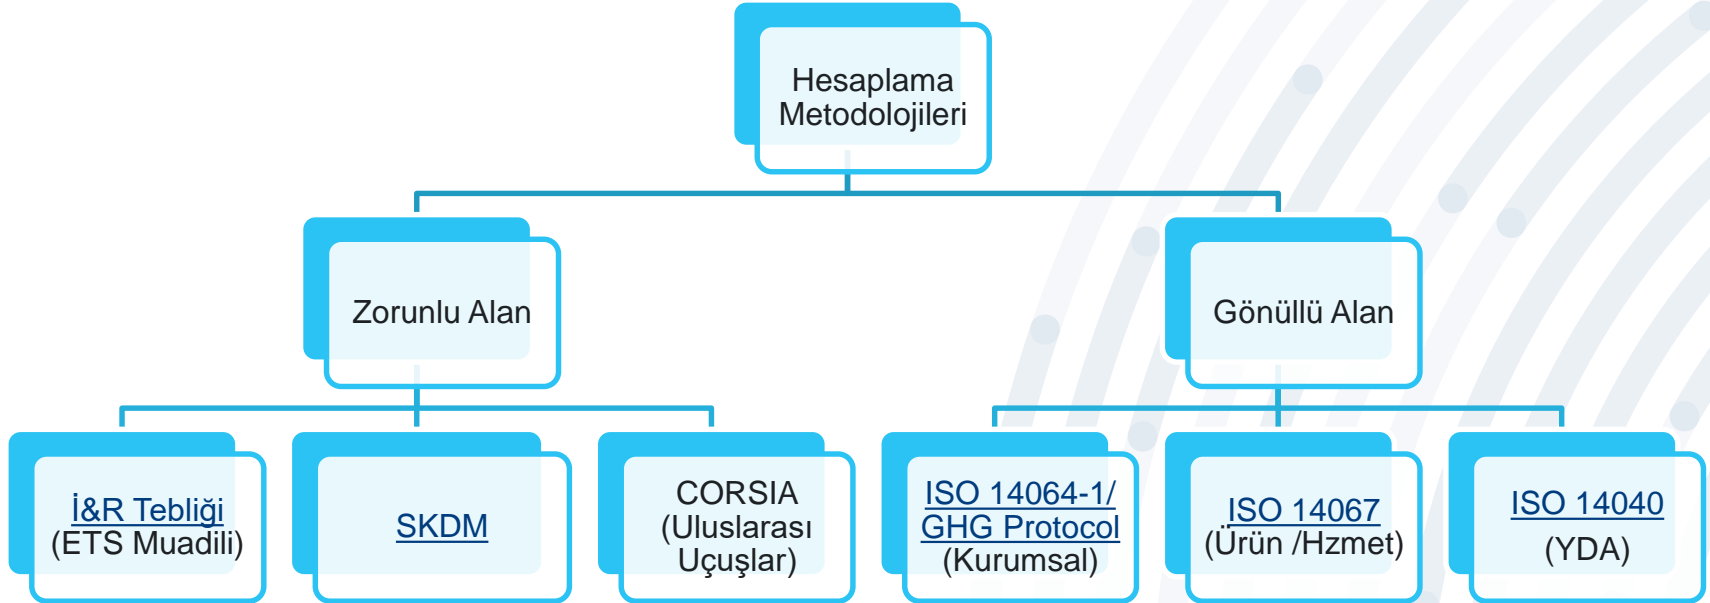 Hesaplama
Metodolojileri
Zorunlu Alan
Gönüllü Alan
İ&R Tebliği
(ETS Muadili)
SKDM
CORSIA
(Uluslarası
Uçuşlar)
ISO 14064-1/
GHG Protocol
(Kurumsal)
ISO 14067
(Ürün /Hzmet)
ISO 14040
(YDA)